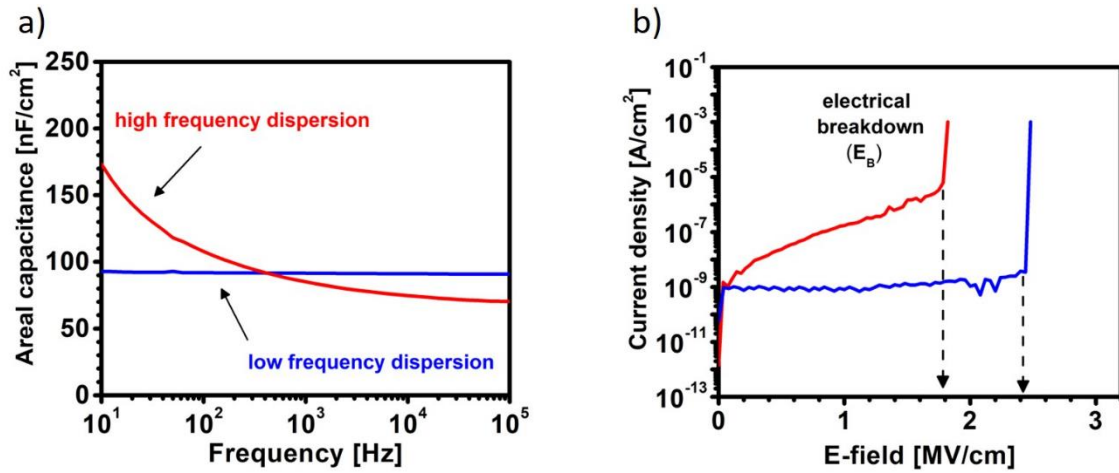 a)
250
200
150
100
50
0
Areal capacitance [nF/cm²]
high frequency dispersion
low frequency dispersion
10¹ 10² 10³ 10⁴ 10⁵
Frequency [Hz]
b)
10⁻¹
10⁻³
10⁻⁵
10⁻⁷
10⁻⁹
10⁻¹¹
10⁻¹³
Current density [A/cm²]
electrical
breakdown
(E_B)
0 1 2 3
E-field [MV/cm]